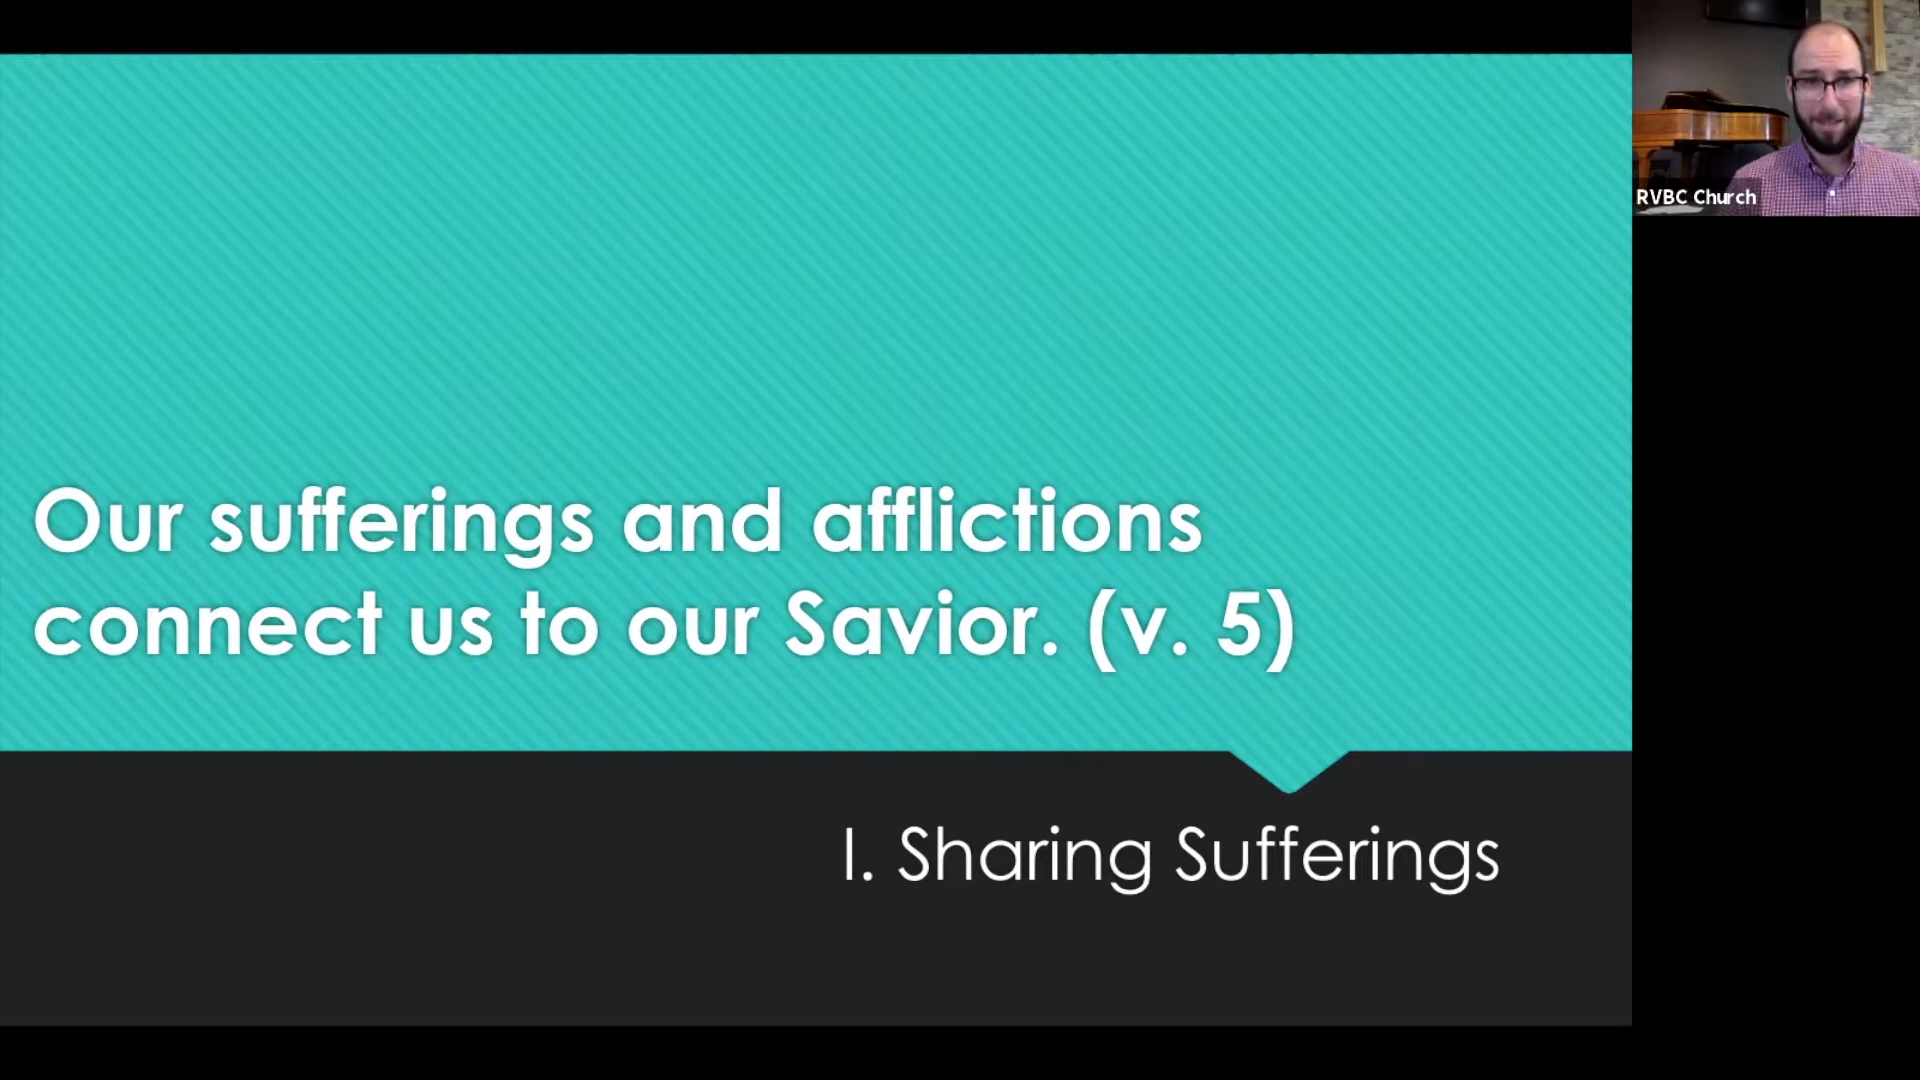 Our sufferings and afflictions
connect us to our Savior. (v. 5)
I. Sharing Sufferings
RVBC Church